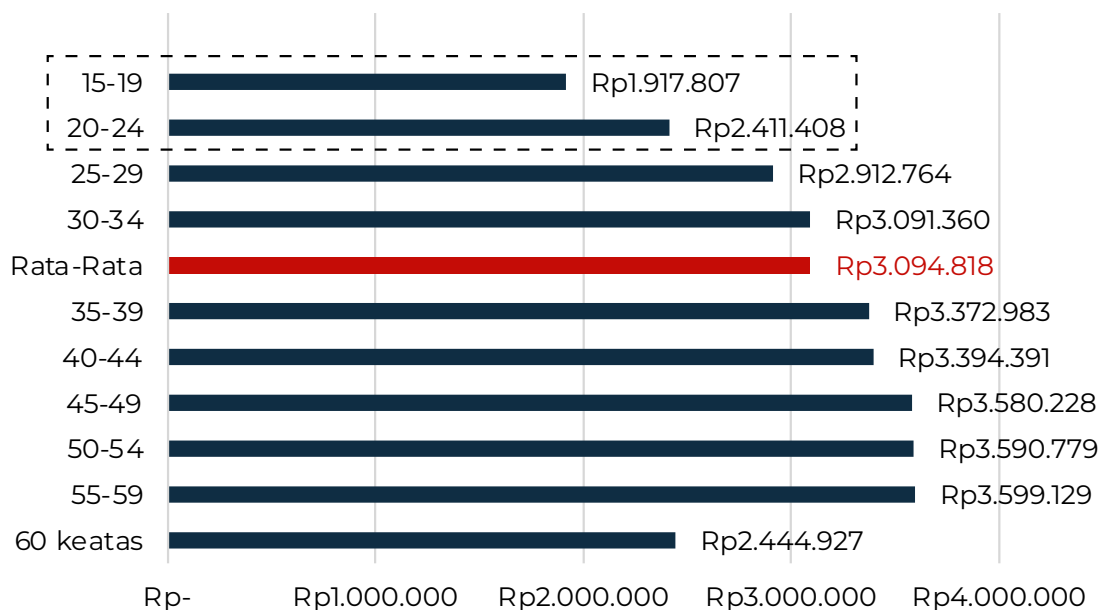 15-19 Rp1.917.807
20-24 Rp2.411.408
25-29 Rp2.912.764
30-34 Rp3.091.360
Rata-Rata Rp3.094.818
35-39 Rp3.372.983
40-44 Rp3.394.391
45-49 Rp3.580.228
50-54 Rp3.590.779
55-59 Rp3.599.129
60 keatas Rp2.444.927
Rp- Rp1.000.000 Rp2.000.000 Rp3.000.000 Rp4.000.000